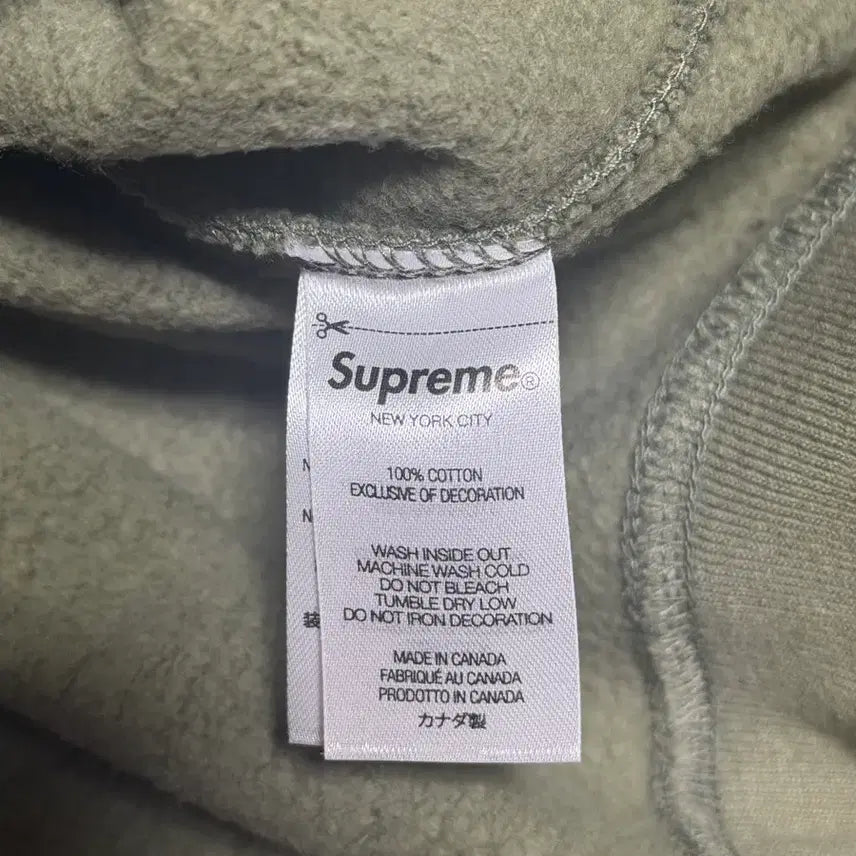 Supreme®
NEW YORK CITY
100% COTTON
EXCLUSIVE OF DECORATION
WASH INSIDE OUT
MACHINE WASH COLD
DO NOT BLEACH
TUMBLE DRY LOW
DO NOT IRON DECORATION
MADE IN CANADA
FABRIQUÉ AU CANADA
PRODOTTO IN CANADA
カナダ製
N
N
装